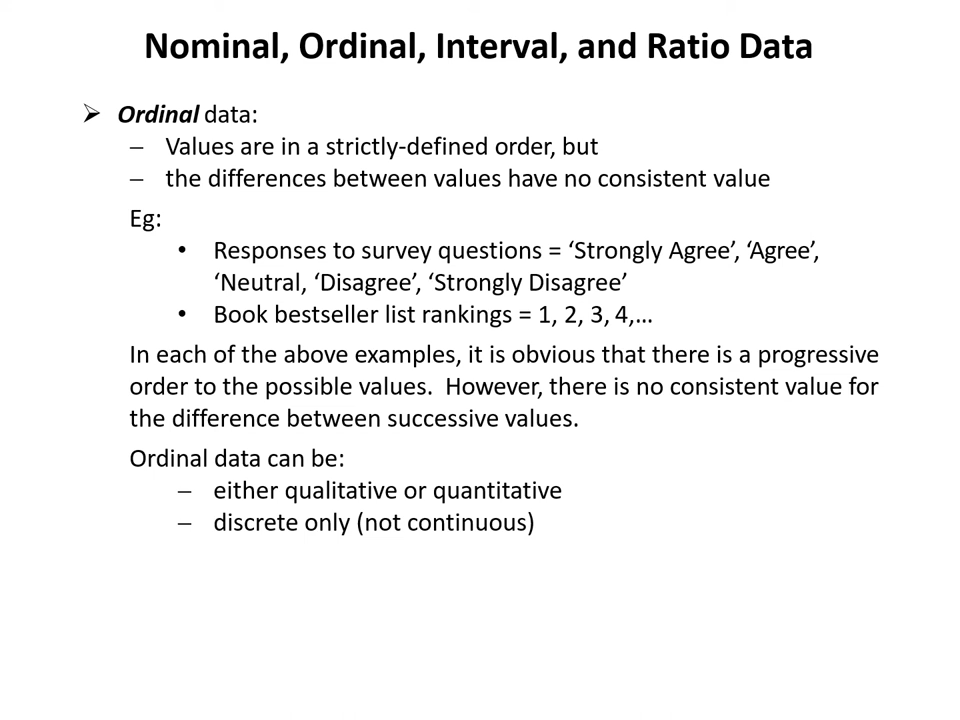 Nominal, Ordinal, Interval, and Ratio Data
➢ Ordinal data:
– Values are in a strictly-defined order, but
– the differences between values have no consistent value
Eg:
• Responses to survey questions = ‘Strongly Agree’, ‘Agree’,
‘Neutral, ‘Disagree’, ‘Strongly Disagree’
• Book bestseller list rankings = 1, 2, 3, 4,…
In each of the above examples, it is obvious that there is a progressive
order to the possible values.  However, there is no consistent value for
the difference between successive values.
Ordinal data can be:
– either qualitative or quantitative
– discrete only (not continuous)